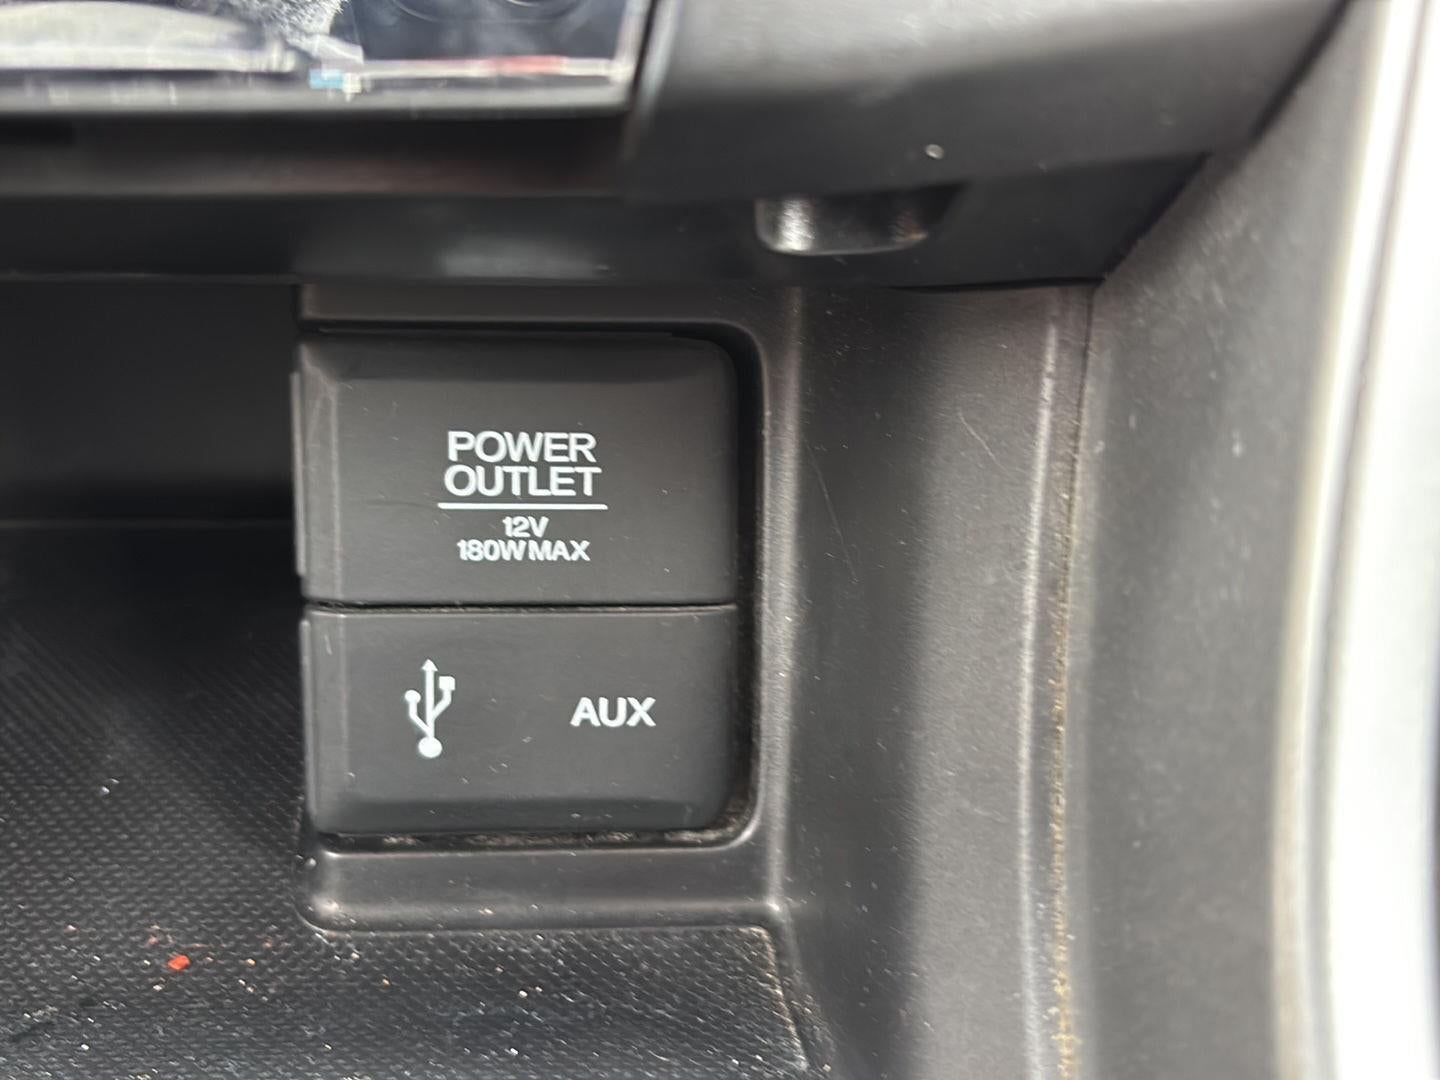 POWER
OUTLET
12V
180W MAX
AUX